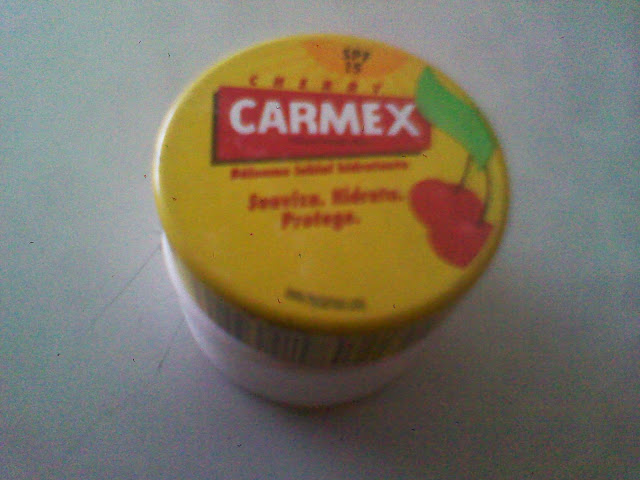 SPF
15
CHERRY
CARMEX
Bálsamo labial hidratante
Suaviza. Hidrata.
Protege.